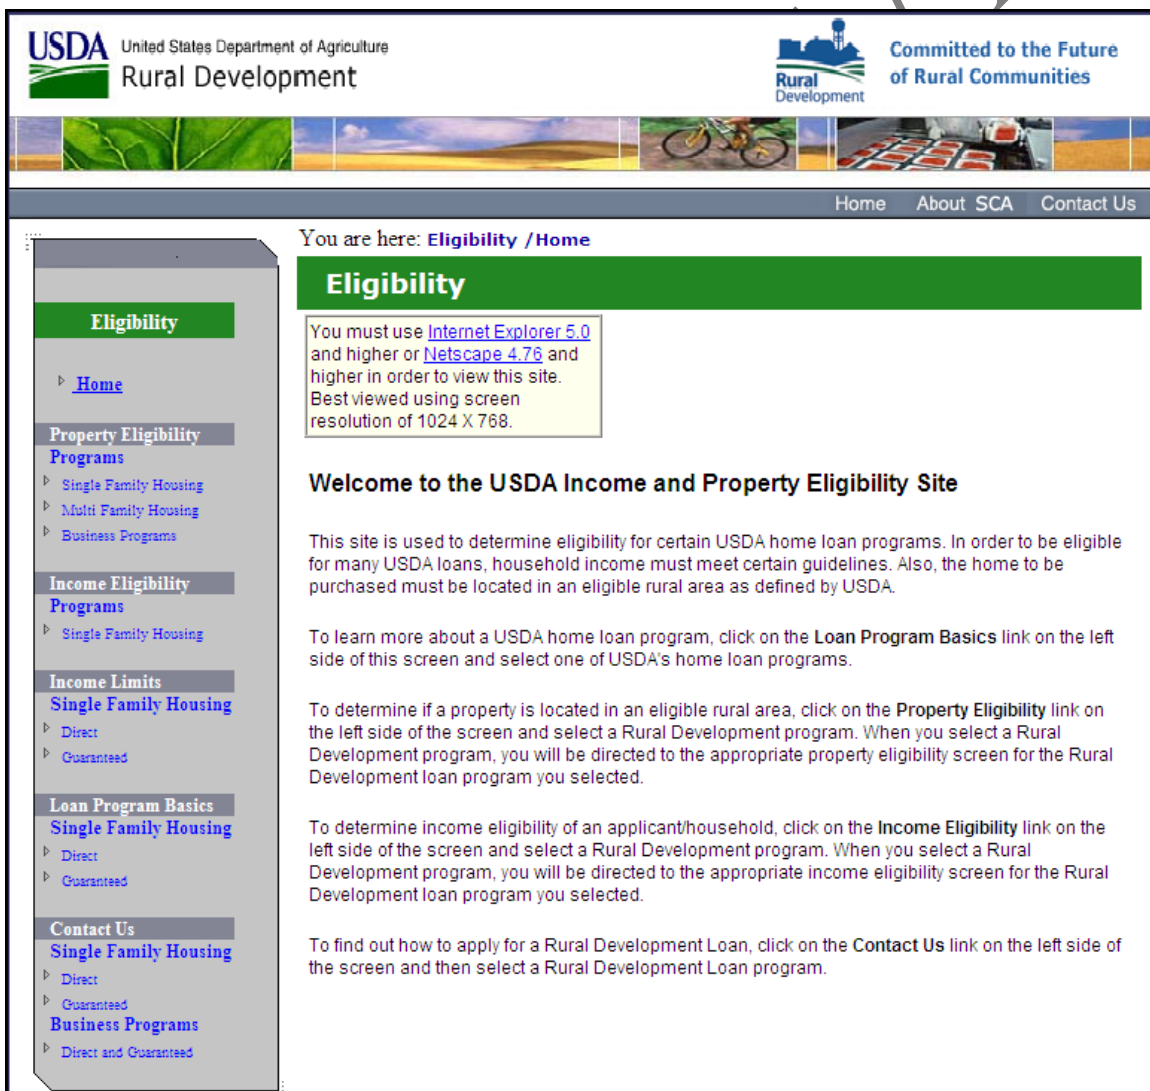 USDA United States Department of Agriculture
Rural Development
Rural
Development
Committed to the Future
of Rural Communities
Home About SCA Contact Us
You are here: Eligibility /Home
Eligibility
Eligibility
Home
Property Eligibility
Programs
Single Family Housing
Multi Family Housing
Business Programs
Income Eligibility
Programs
Single Family Housing
Income Limits
Single Family Housing
Direct
Guaranteed
Loan Program Basics
Single Family Housing
Direct
Guaranteed
Contact Us
Single Family Housing
Direct
Guaranteed
Business Programs
Direct and Guaranteed
You must use Internet Explorer 5.0
and higher or Netscape 4.76 and
higher in order to view this site.
Best viewed using screen
resolution of 1024 X 768.
Welcome to the USDA Income and Property Eligibility Site
This site is used to determine eligibility for certain USDA home loan programs. In order to be eligible
for many USDA loans, household income must meet certain guidelines. Also, the home to be
purchased must be located in an eligible rural area as defined by USDA.
To learn more about a USDA home loan program, click on the Loan Program Basics link on the left
side of this screen and select one of USDA's home loan programs.
To determine if a property is located in an eligible rural area, click on the Property Eligibility link on
the left side of the screen and select a Rural Development program. When you select a Rural
Development program, you will be directed to the appropriate property eligibility screen for the Rural
Development loan program you selected.
To determine income eligibility of an applicant/household, click on the Income Eligibility link on the
left side of the screen and select a Rural Development program. When you select a Rural
Development program, you will be directed to the appropriate income eligibility screen for the Rural
Development loan program you selected.
To find out how to apply for a Rural Development Loan, click on the Contact Us link on the left side of
the screen and then select a Rural Development Loan program.